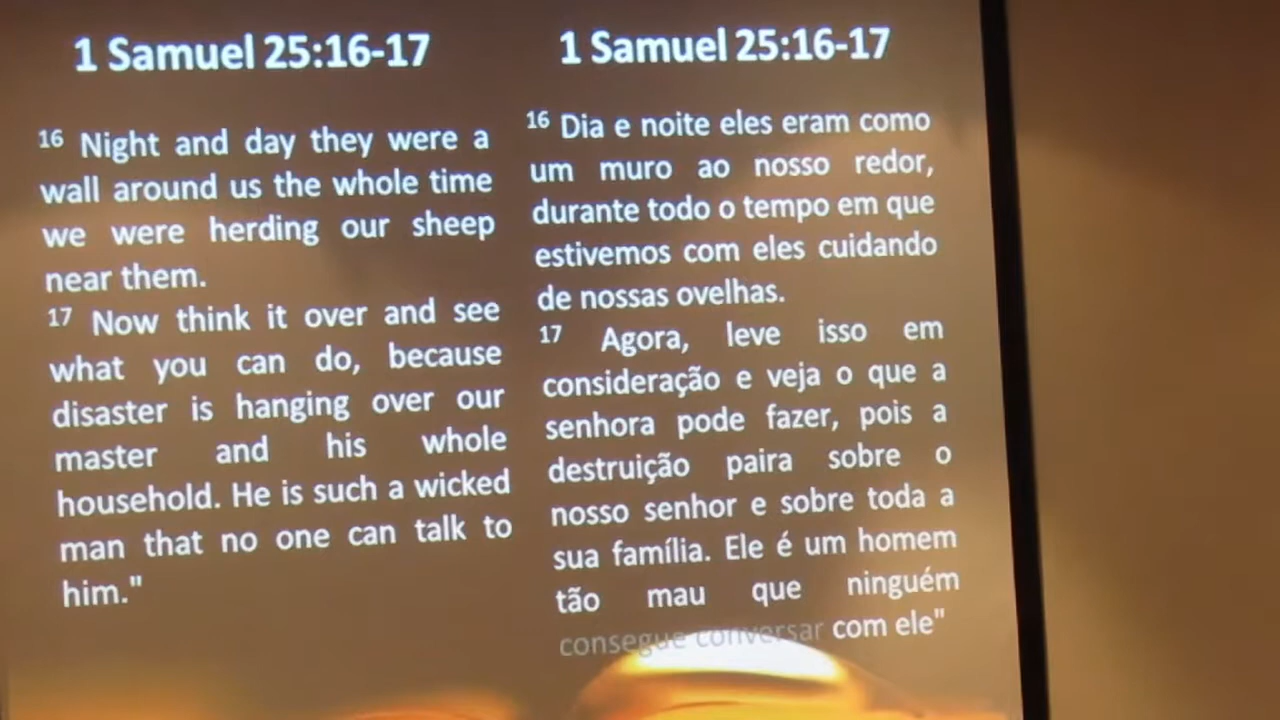 1 Samuel 25:16-17
16 Night and day they were a
wall around us the whole time
we were herding our sheep
near them.
17 Now think it over and see
what you can do, because
disaster is hanging over our
master and his whole
household. He is such a wicked
man that no one can talk to
him."
1 Samuel 25:16-17
16 Dia e noite eles eram como
um muro ao nosso redor,
durante todo o tempo em que
estivemos com eles cuidando
de nossas ovelhas.
17 Agora, leve isso em
consideração e veja o que a
senhora pode fazer, pois a
destruição paira sobre o
nosso senhor e sobre toda a
sua família. Ele é um homem
tão mau que ninguém
consegue conversar com ele"